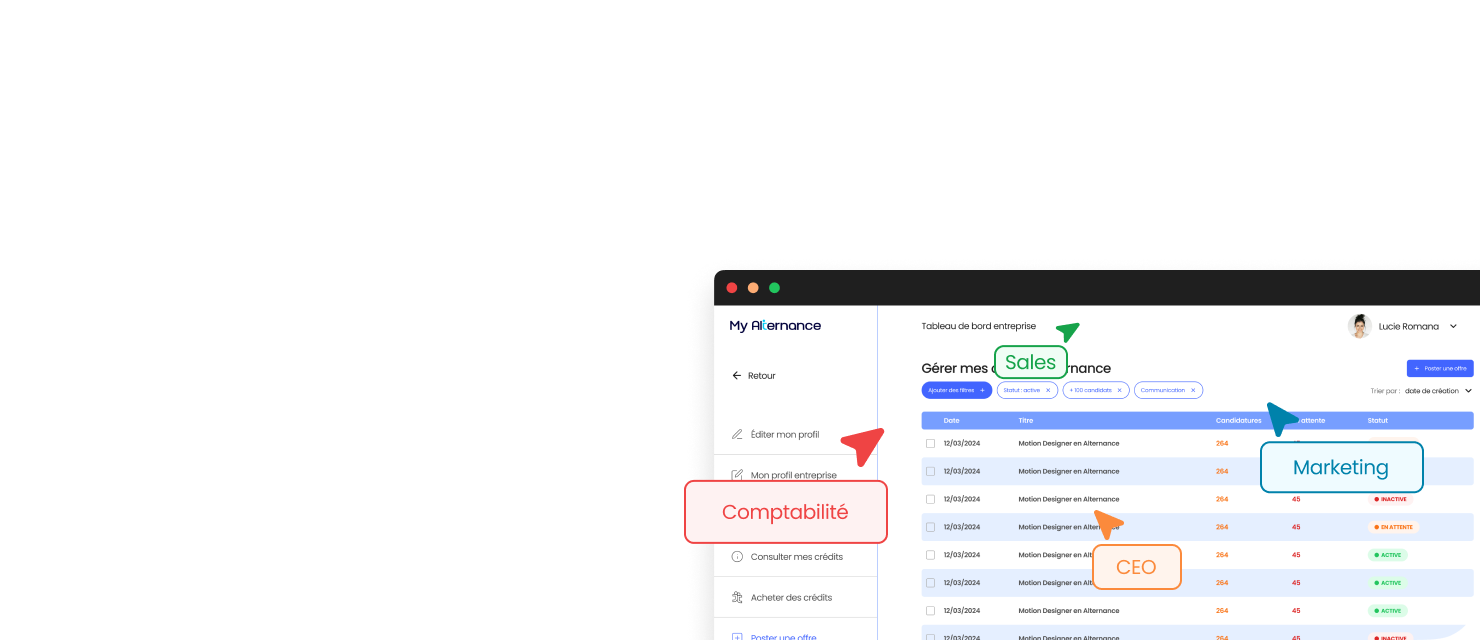 My Alternance
Tableau de bord entreprise
Lucie Romana
Sales
Retour
Gérer mes
rnance
Poster une offre
Ajouter des filtres +
Statut : active ×
+ 100 candidats ×
Communication ×
Trier par : date de création
Date Titre Candidatures attente Statut
Éditer mon profil
12/03/2024 Motion Designer en Alternance 264
Mon profil entreprise
12/03/2024 Motion Designer en Alternance 264
Marketing
12/03/2024 Motion Designer en Alternance 264 45 INACTIVE
Comptabilité
12/03/2024 Motion Designer en Alternance 264 45 EN ATTENTE
Consulter mes crédits
12/03/2024 Motion Designer en Alt 264 45 ACTIVE
CEO
12/03/2024 Motion Designer en Alt 264 45 ACTIVE
Acheter des crédits
12/03/2024 Motion Designer en Alternance 264 45 ACTIVE
Poster une offre
12/03/2024 Motion Designer en Alternance 264 45 INACTIVE